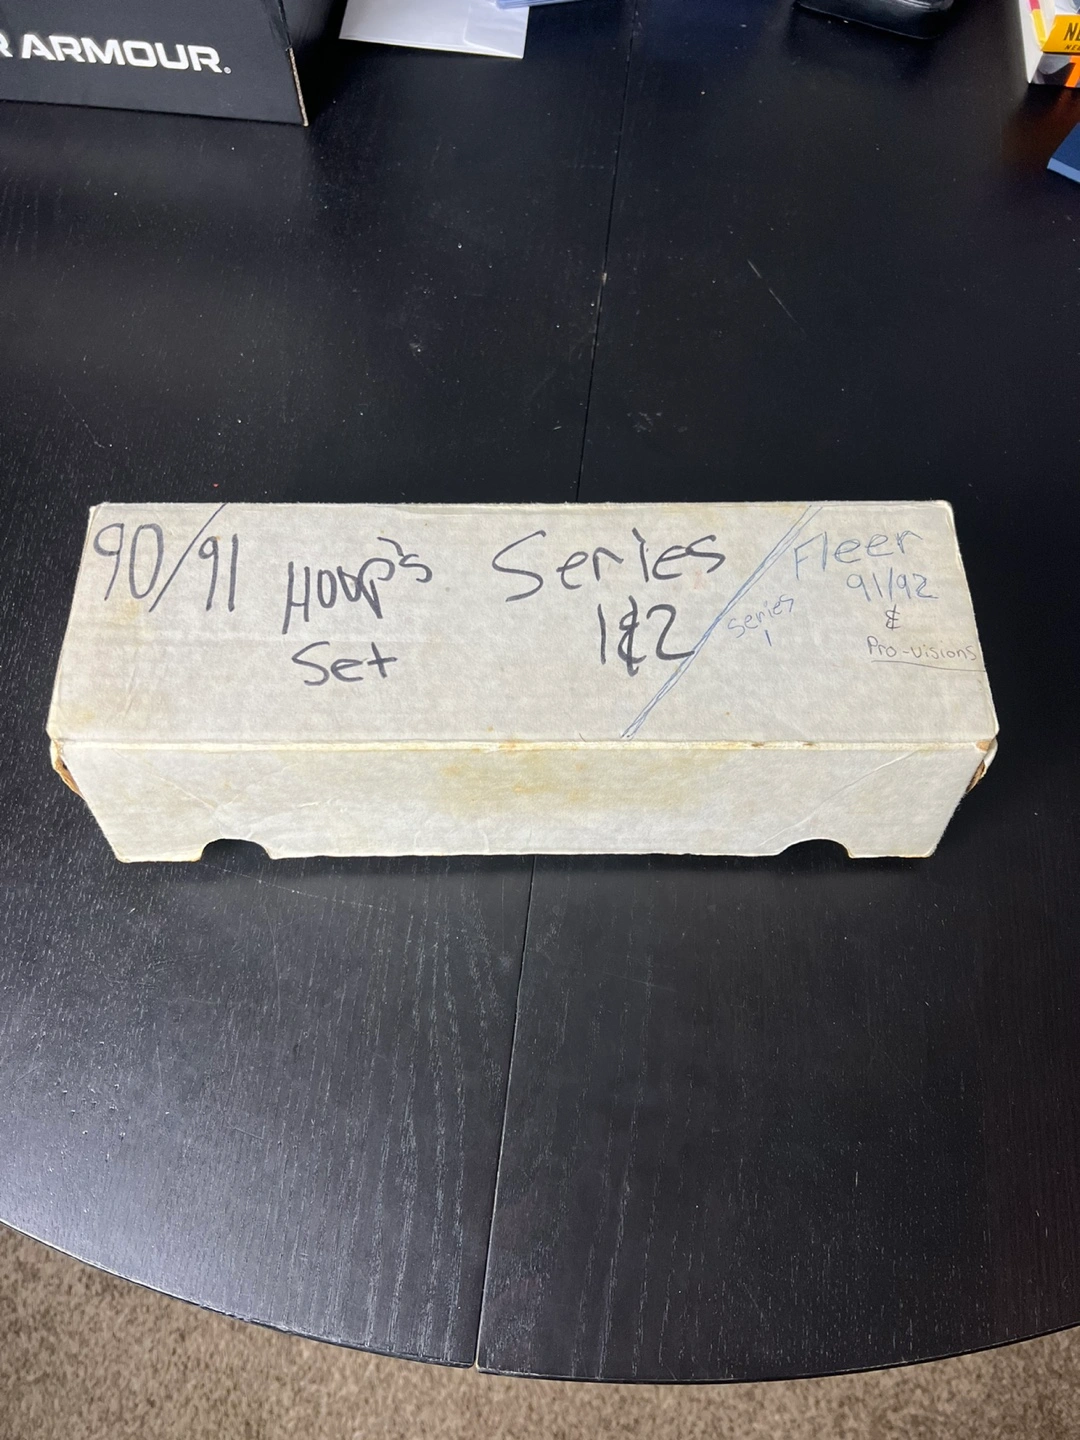 R ARMOUR.
90/91 Hoop's Set
Series 1&2
Series 1
Fleer
91/92
&
Pro-Visions